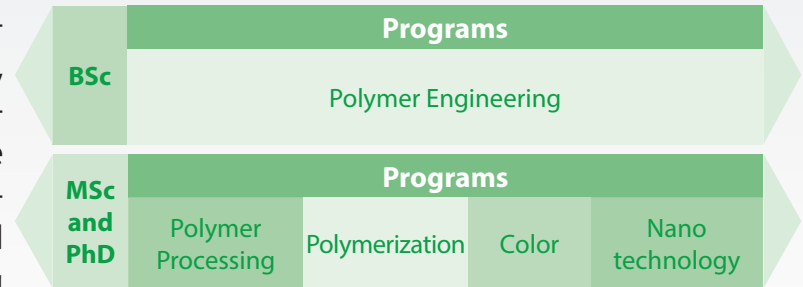 Programs
BSc
Polymer Engineering
Programs
MSc
and
PhD
Polymer
Processing
Polymerization
Color
Nano
technology